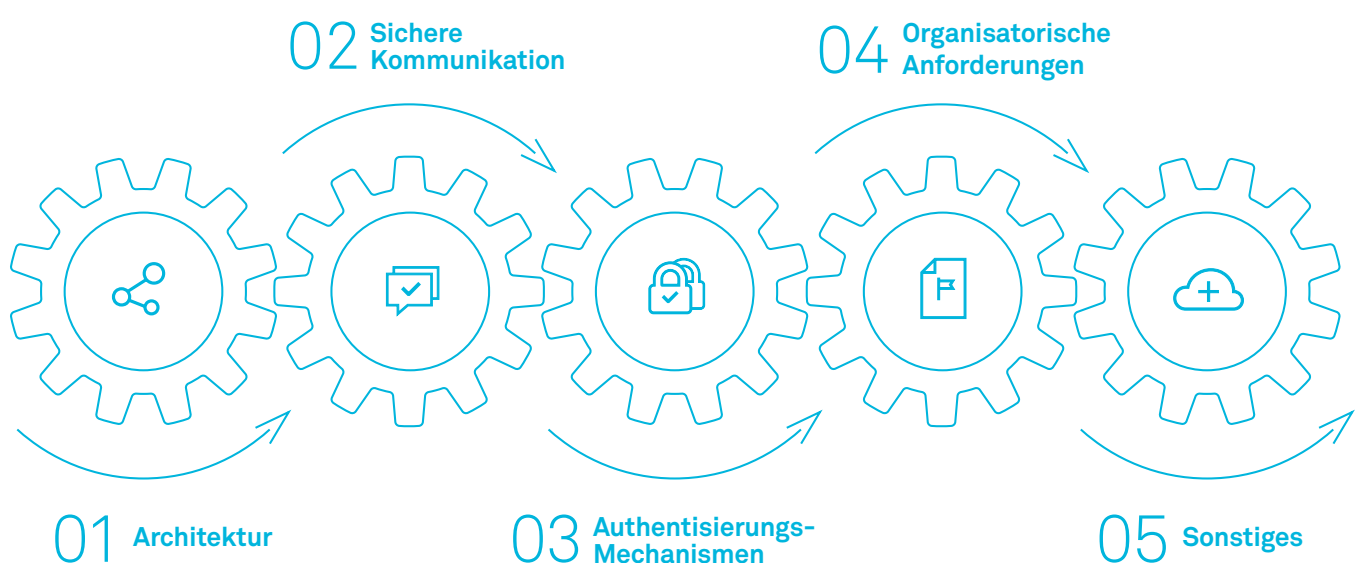 01 Architektur
02 Sichere
Kommunikation
03 Authentisierungs-
Mechanismen
04 Organisatorische
Anforderungen
05 Sonstiges